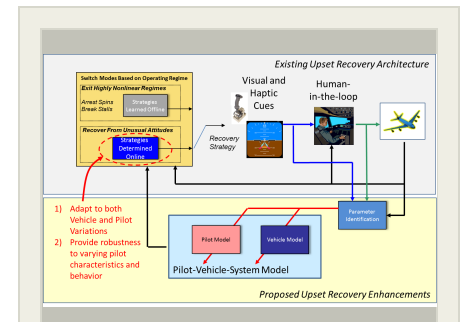 Existing Upset Recovery Architecture
Switch Modes Based on Operating Regime
Exit Highly Nonlinear Regimes
Arrest Spins
Break Stalls
Strategies
Learned Offline
Recover From Unusual Attitudes
Strategies
Determined
Online
Recovery
Strategy
Visual and
Haptic
Cues
Human-
in-the-loop
1) Adapt to both
Vehicle and Pilot
Variations
2) Provide robustness
to varying pilot
characteristics and
behavior
Parameter
Identification
Pilot Model
Vehicle Model
Pilot-Vehicle-System Model
Proposed Upset Recovery Enhancements